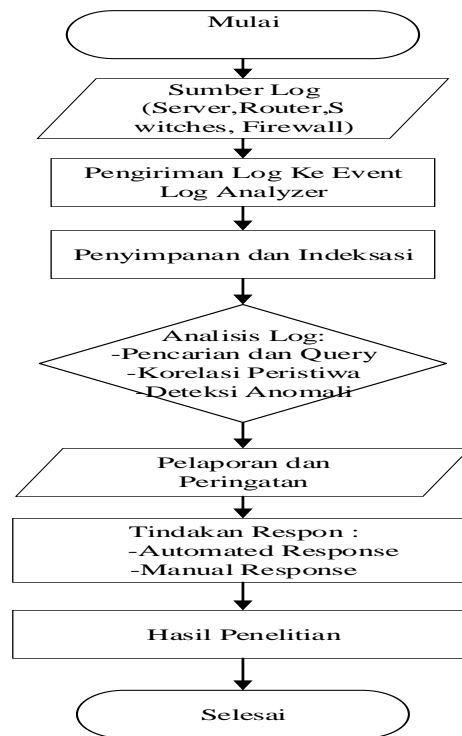 Mulai
Sumber Log
(Server,Router,S
witches, Firewall)
Pengiriman Log Ke Event
Log Analyzer
Penyimpanan dan Indeksasi
Analisis Log:
-Pencarian dan Query
-Korelasi Peristiwa
-Deteksi Anomali
Pelaporan dan
Peringatan
Tindakan Respon :
-Automated Response
-Manual Response
Hasil Penelitian
Selesai